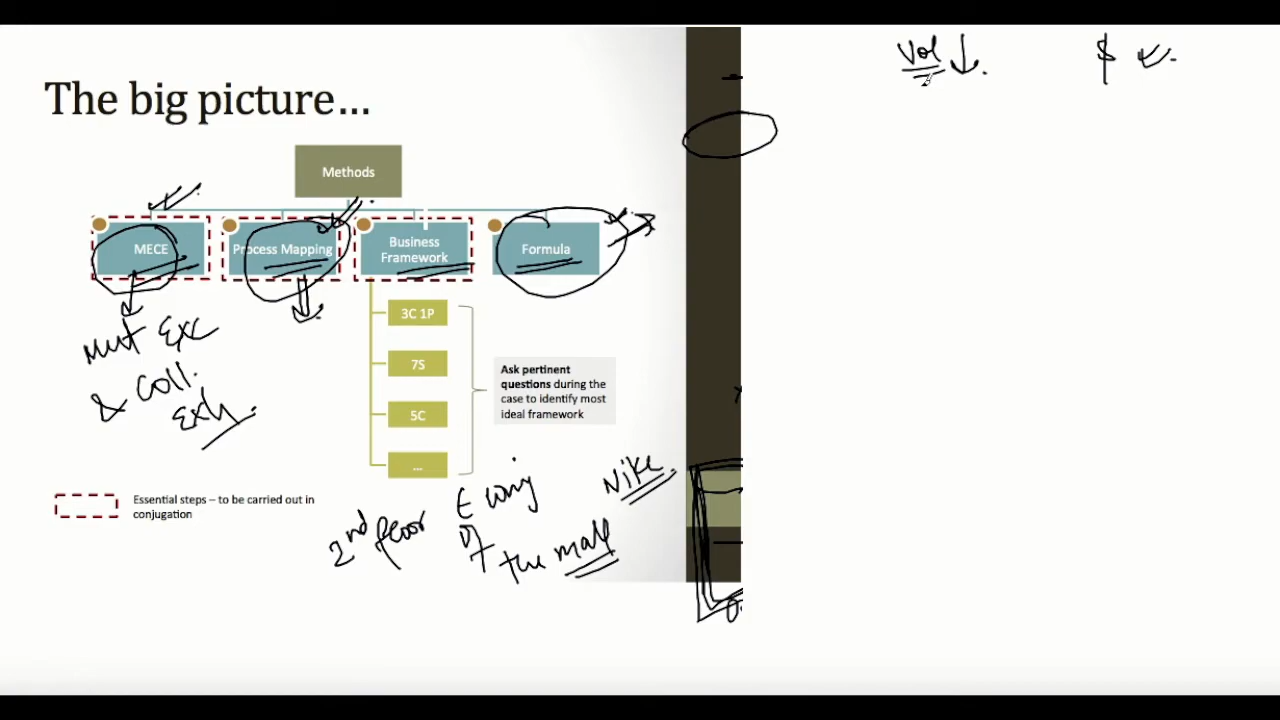 Vol ↓. $
The big picture…
Methods
MECE
Process Mapping
Business
Framework
Formula
Mut Exc
& Coll.
Exh
3C 1P
7S
5C
...
Ask pertinent
questions during the
case to identify most
ideal framework
Essential steps – to be carried out in
conjugation
Nike
2nd floor E wing
of
the mall